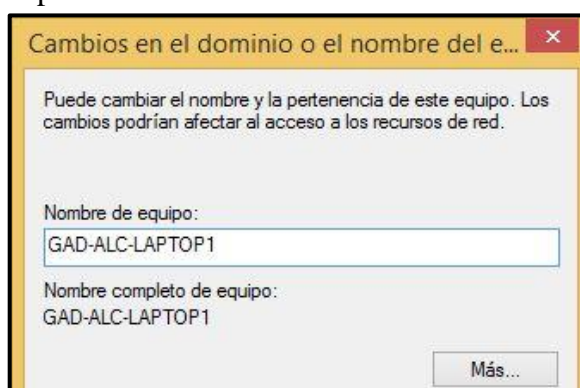 Cambios en el dominio o el nombre del e...
Puede cambiar el nombre y la pertenencia de este equipo. Los
cambios podrían afectar al acceso a los recursos de red.
Nombre de equipo:
GAD-ALC-LAPTOP1
Nombre completo de equipo:
GAD-ALC-LAPTOP1
Más...